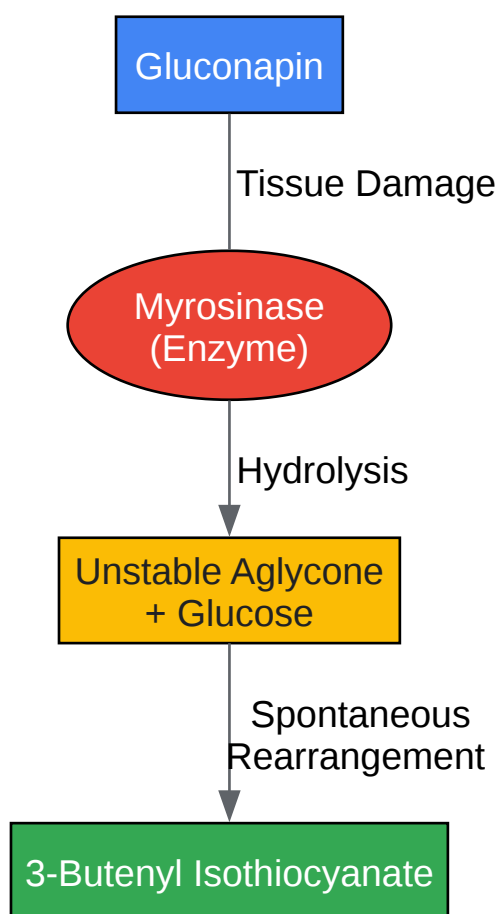 Gluconapin
Tissue Damage
Myrosinase
(Enzyme)
Hydrolysis
Unstable Aglycone
+ Glucose
Spontaneous
Rearrangement
3-Butenyl Isothiocyanate